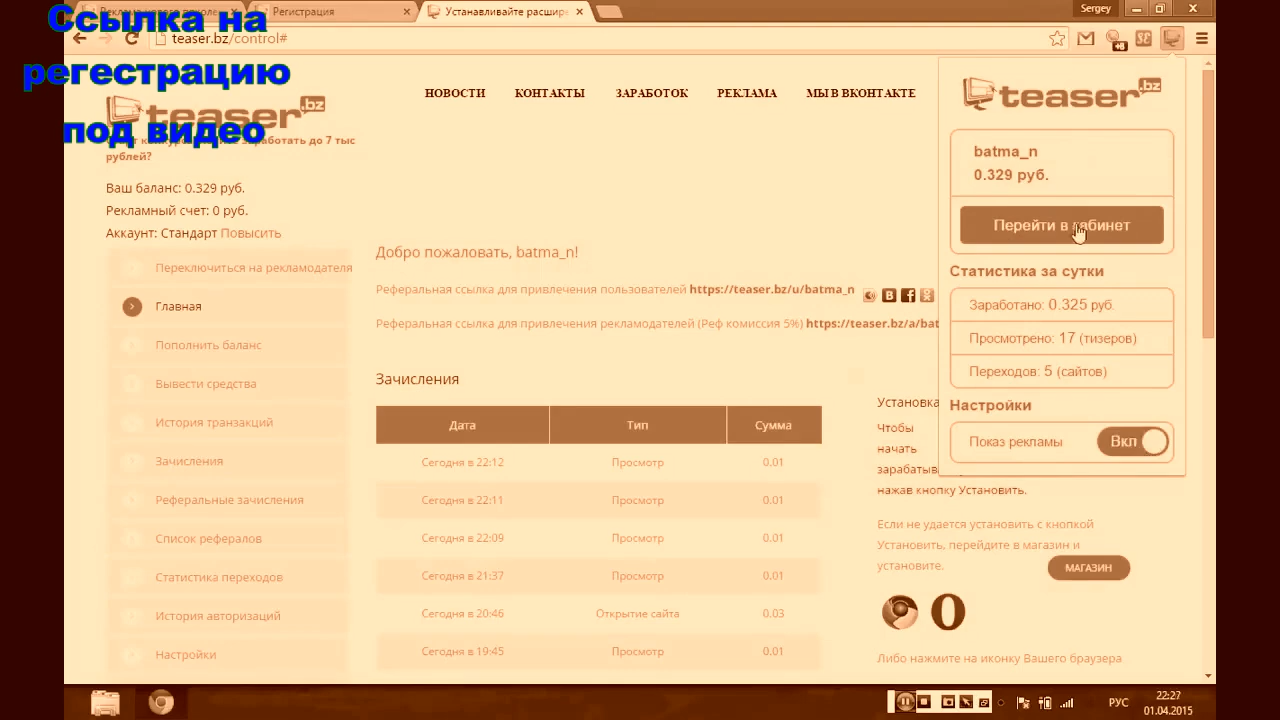 Ссылка на
регестрацию
под видео
Регистрация
Устанавливайте расшире
Sergey
teaser.bz/control#
+8
teaser.bz
НОВОСТИ КОНТАКТЫ ЗАРАБОТОК РЕКЛАМА МЫ В ВКОНТАКТЕ
заработать до 7 тыс
рублей?
Ваш баланс: 0.329 руб.
Рекламный счет: 0 руб.
Аккаунт: Стандарт Повысить
Переключиться на рекламодателя
Главная
Пополнить баланс
Вывести средства
История транзакций
Зачисления
Реферальные зачисления
Список рефералов
Статистика переходов
История авторизаций
Настройки
Добро пожаловать, batma_n!
Реферальная ссылка для привлечения пользователей https://teaser.bz/u/batma_n
Реферальная ссылка для привлечения рекламодателей (Реф комиссия 5%) https://teaser.bz/a/bat
Зачисления
Дата Тип Сумма
Сегодня в 22:12 Просмотр 0.01
Сегодня в 22:11 Просмотр 0.01
Сегодня в 22:09 Просмотр 0.01
Сегодня в 21:37 Просмотр 0.01
Сегодня в 20:46 Открытие сайта 0.03
Сегодня в 19:45 Просмотр 0.01
teaser.bz
batma_n
0.329 руб.
Перейти в кабинет
Статистика за сутки
Заработано: 0.325 руб.
Просмотрено: 17 (тизеров)
Переходов: 5 (сайтов)
Настройки
Показ рекламы Вкл
Установка
Чтобы
начать
зарабатыв
нажав кнопку Установить.
Если не удается установить с кнопкой
Установить, перейдите в магазин и
установите.
МАГАЗИН
Либо нажмите на иконку Вашего браузера
РУС
22:27
01.04.2015